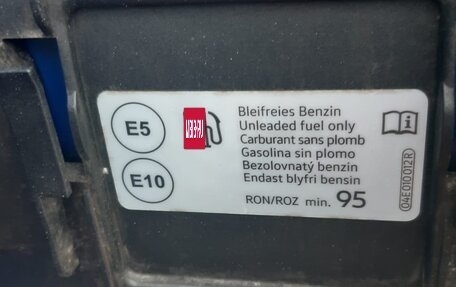 E5
E10
Bleifreies Benzin
Unleaded fuel only
Carburant sans plomb
Gasolina sin plomo
Bezolovnatý benzin
Endast blyfri bensin
RON/ROZ min. 95
04E010012R